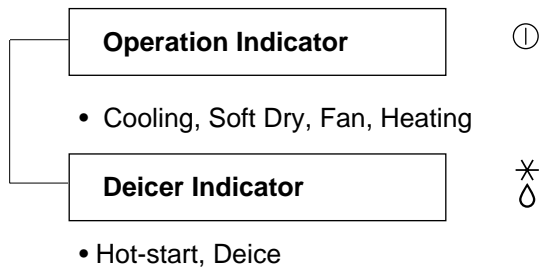 Operation Indicator
• Cooling, Soft Dry, Fan, Heating
Deicer Indicator
• Hot-start, Deice